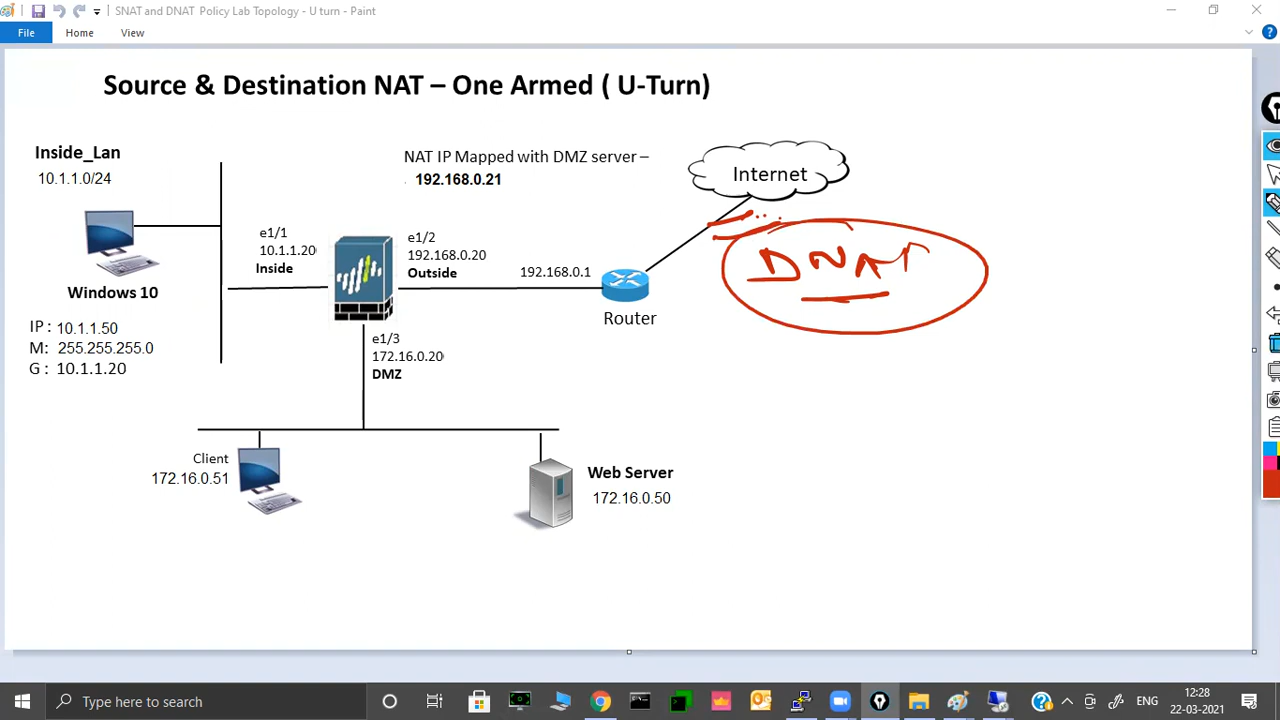 SNAT and DNAT Policy Lab Topology - U turn - Paint
File Home View
Source & Destination NAT – One Armed ( U-Turn)
Inside_Lan
10.1.1.0/24
NAT IP Mapped with DMZ server –
192.168.0.21
Internet
DNAT
e1/1
10.1.1.20
Inside
e1/2
192.168.0.20
Outside
192.168.0.1
Router
Windows 10
IP : 10.1.1.50
M: 255.255.255.0
G : 10.1.1.20
e1/3
172.16.0.20
DMZ
Client
172.16.0.51
Web Server
172.16.0.50
Type here to search
ENG
12:28
22-03-2021